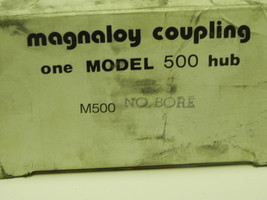 magnaloy coupling
one MODEL 500 hub
M500 NO BORE